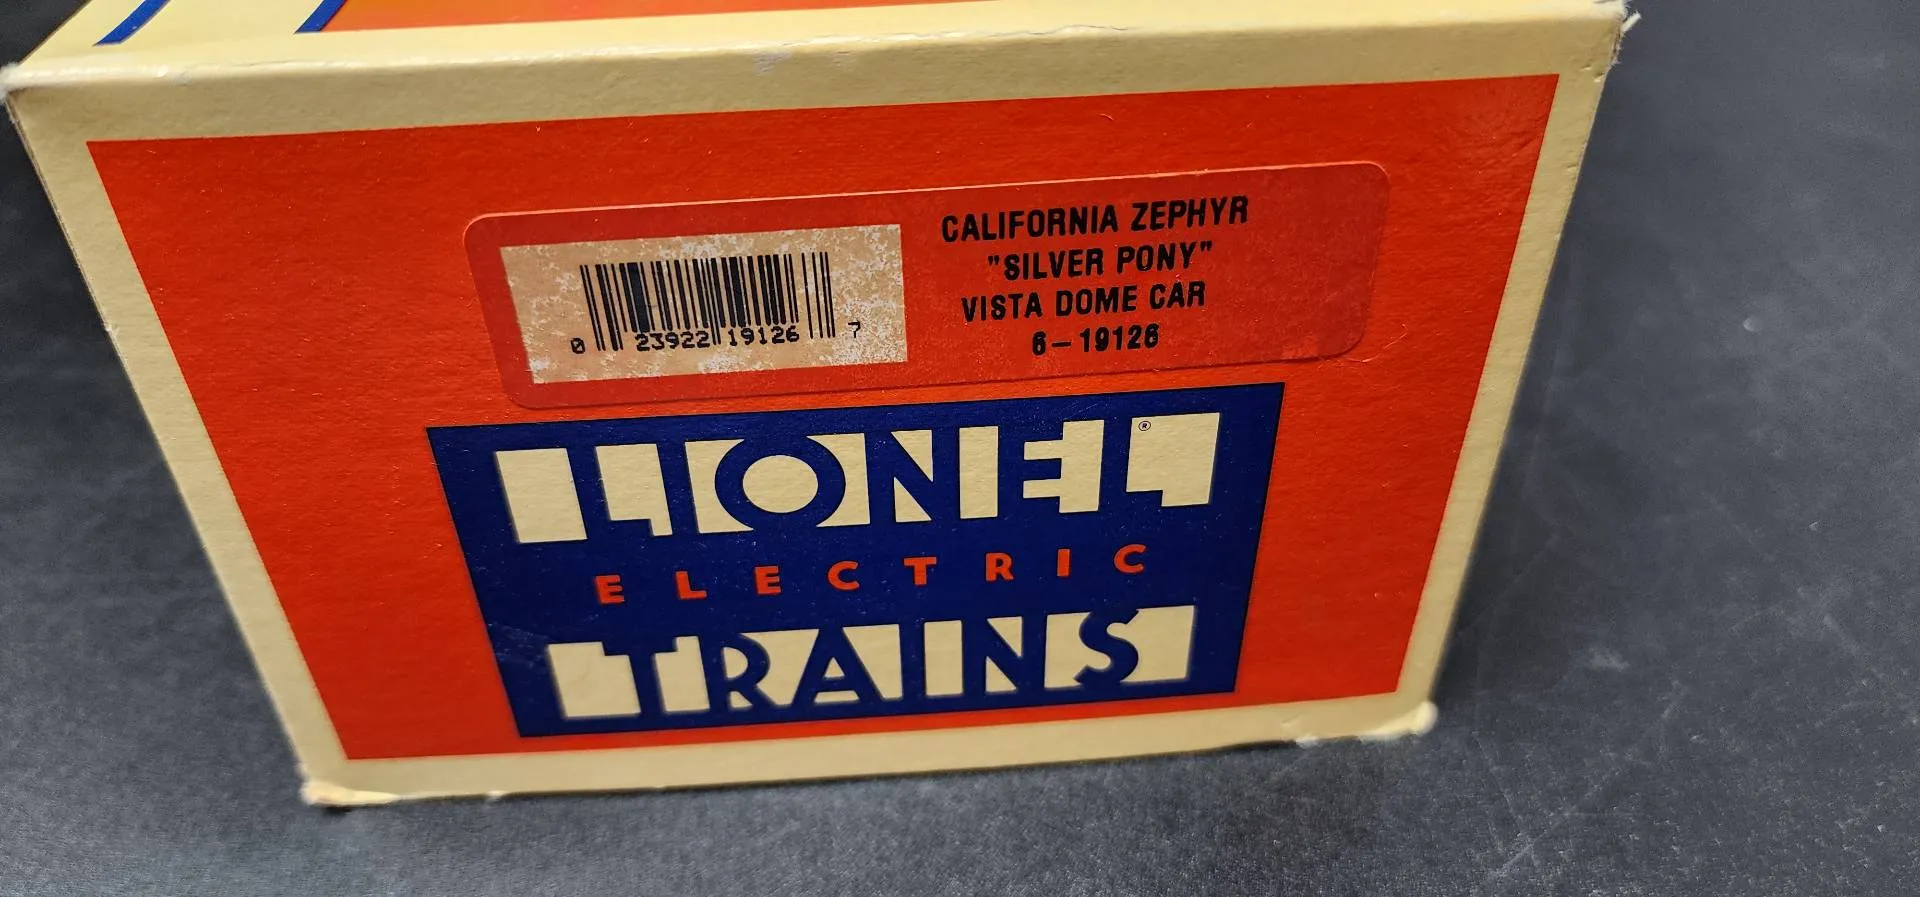 CALIFORNIA ZEPHYR
"SILVER PONY"
VISTA DOME CAR
6-19126
0 23922 19126 7
LIONEL®
ELECTRIC
TRAINS